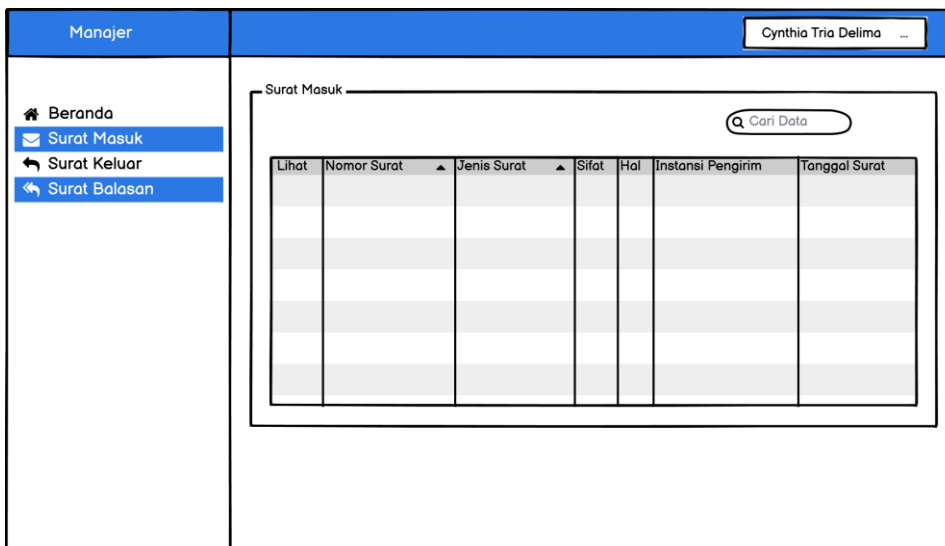 Manajer
Cynthia Tria Delima ...
Beranda
Surat Masuk
Surat Keluar
Surat Balasan
Surat Masuk
Cari Data
Lihat Nomor Surat Jenis Surat Sifat Hal Instansi Pengirim Tanggal Surat